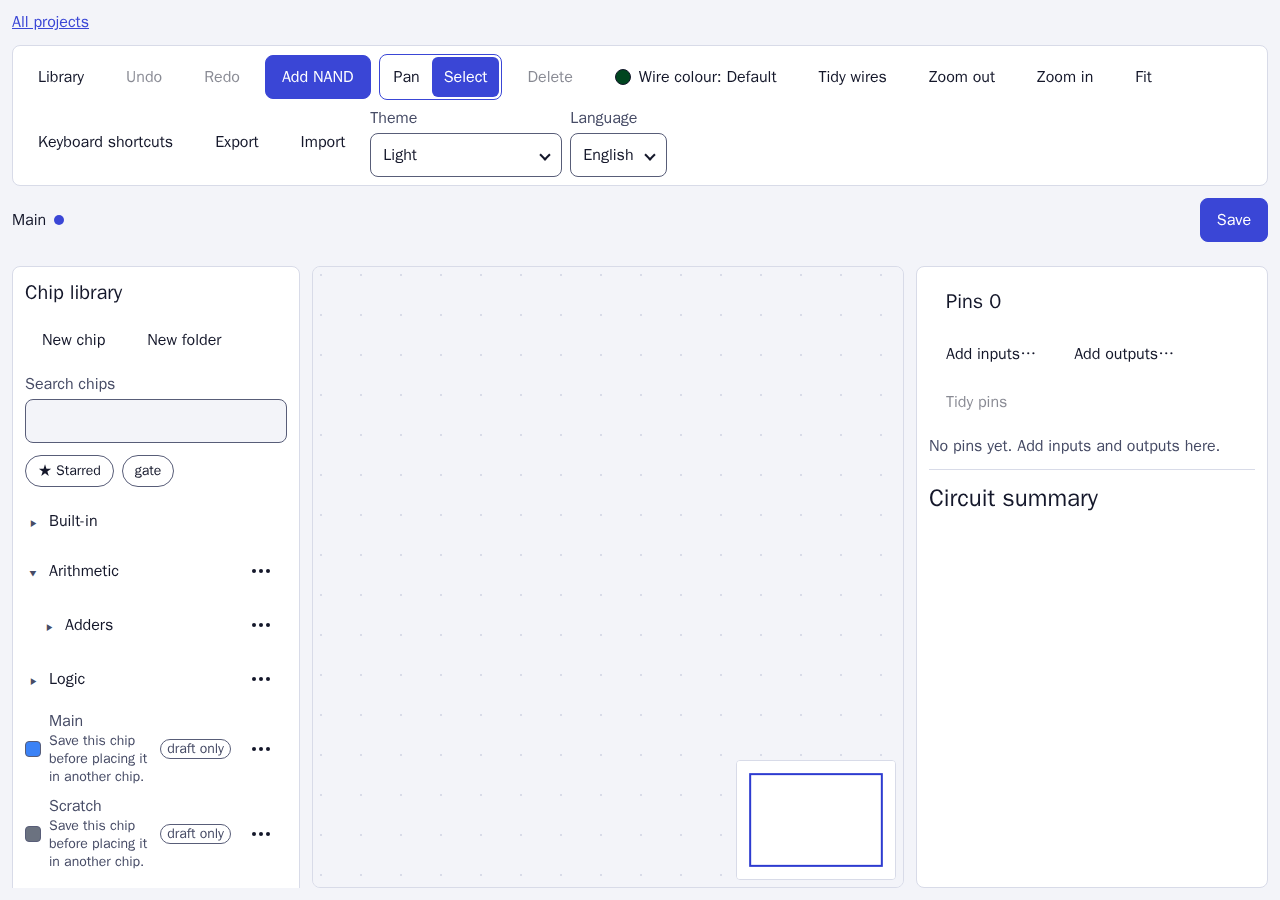 All projects
Library Undo Redo Add NAND Pan Select Delete Wire colour: Default Tidy wires Zoom out Zoom in Fit
Theme Language
Keyboard shortcuts Export Import Light English
Main
Save
Chip library
New chip New folder
Search chips
★ Starred gate
Built-in
Arithmetic
Adders
Logic
Main
Save this chip
before placing it
in another chip.
draft only
Scratch
Save this chip
before placing it
in another chip.
draft only
Pins 0
Add inputs⋯ Add outputs⋯
Tidy pins
No pins yet. Add inputs and outputs here.
Circuit summary